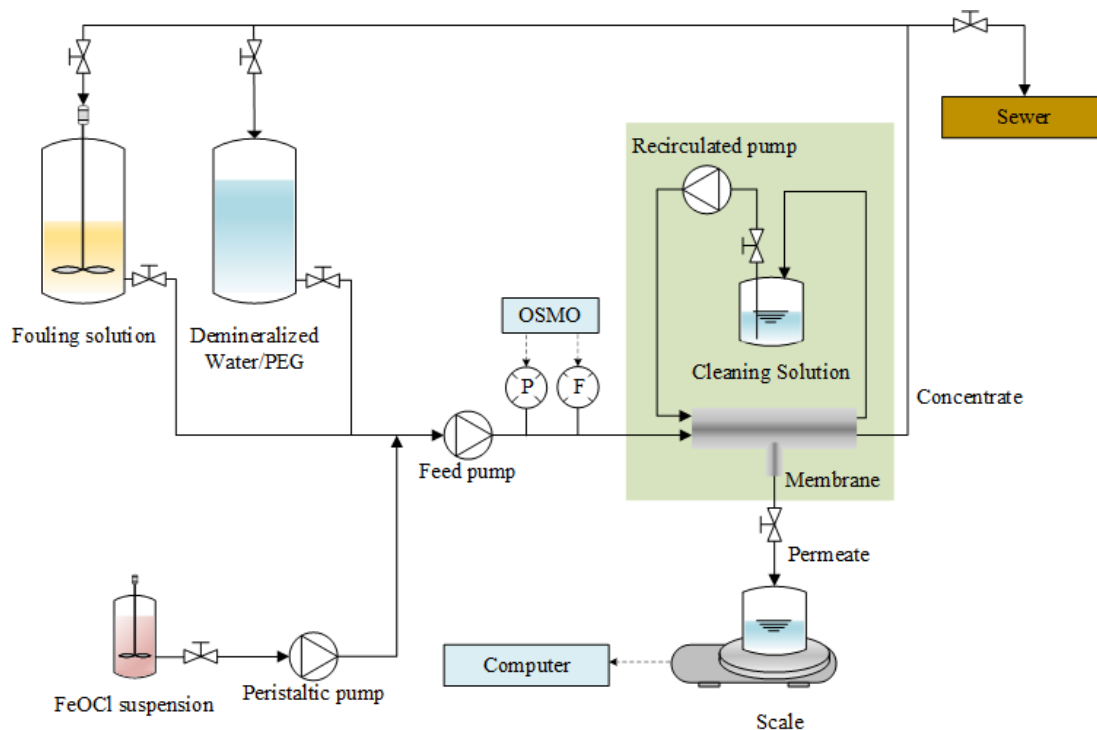 Sewer
Recirculated pump
Fouling solution
Demineralized
Water/PEG
OSMO
P
F
Cleaning Solution
Concentrate
Feed pump
Membrane
Permeate
FeOCl suspension
Peristaltic pump
Computer
Scale